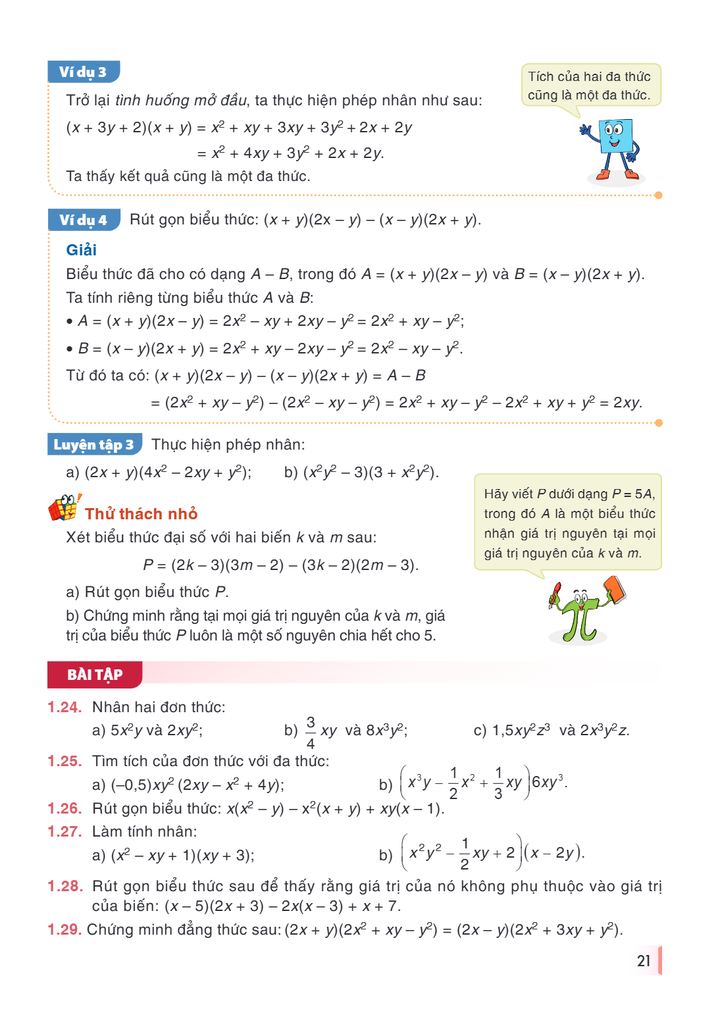 Ví dụ 3
Tích của hai đa thức
cũng là một đa thức.
Trở lại tình huống mở đầu, ta thực hiện phép nhân như sau:
(x + 3y + 2)(x + y) = x² + xy + 3xy + 3y² + 2x + 2y
= x² + 4xy + 3y² + 2x + 2y.
Ta thấy kết quả cũng là một đa thức.
Ví dụ 4 Rút gọn biểu thức: (x + y)(2x – y) – (x – y)(2x + y).
Giải
Biểu thức đã cho có dạng A – B, trong đó A = (x + y)(2x – y) và B = (x – y)(2x + y).
Ta tính riêng từng biểu thức A và B:
• A = (x + y)(2x – y) = 2x² – xy + 2xy – y² = 2x² + xy – y²;
• B = (x – y)(2x + y) = 2x² + xy – 2xy – y² = 2x² – xy – y².
Từ đó ta có: (x + y)(2x – y) – (x – y)(2x + y) = A – B
= (2x² + xy – y²) – (2x² – xy – y²) = 2x² + xy – y² – 2x² + xy + y² = 2xy.
Luyện tập 3 Thực hiện phép nhân:
a) (2x + y)(4x² – 2xy + y²); b) (x²y² – 3)(3 + x²y²).
Thử thách nhỏ
Xét biểu thức đại số với hai biến k và m sau:
P = (2k – 3)(3m – 2) – (3k – 2)(2m – 3).
a) Rút gọn biểu thức P.
b) Chứng minh rằng tại mọi giá trị nguyên của k và m, giá
trị của biểu thức P luôn là một số nguyên chia hết cho 5.
Hãy viết P dưới dạng P = 5A,
trong đó A là một biểu thức
nhận giá trị nguyên tại mọi
giá trị nguyên của k và m.
BÀI TẬP
1.24. Nhân hai đơn thức:
a) 5x²y và 2xy²; b) 3/4 xy và 8x³y²; c) 1,5xy²z³ và 2x³y²z.
1.25. Tìm tích của đơn thức với đa thức:
a) (–0,5)xy² (2xy – x² + 4y); b) (x³y – 1/2 x² + 1/3 xy)6xy³.
1.26. Rút gọn biểu thức: x(x² – y) – x²(x + y) + xy(x – 1).
1.27. Làm tính nhân:
a) (x² – xy + 1)(xy + 3); b) (x²y² – 1/2 xy + 2)(x – 2y).
1.28. Rút gọn biểu thức sau để thấy rằng giá trị của nó không phụ thuộc vào giá trị
của biến: (x – 5)(2x + 3) – 2x(x – 3) + x + 7.
1.29. Chứng minh đẳng thức sau: (2x + y)(2x² + xy – y²) = (2x – y)(2x² + 3xy + y²).
21